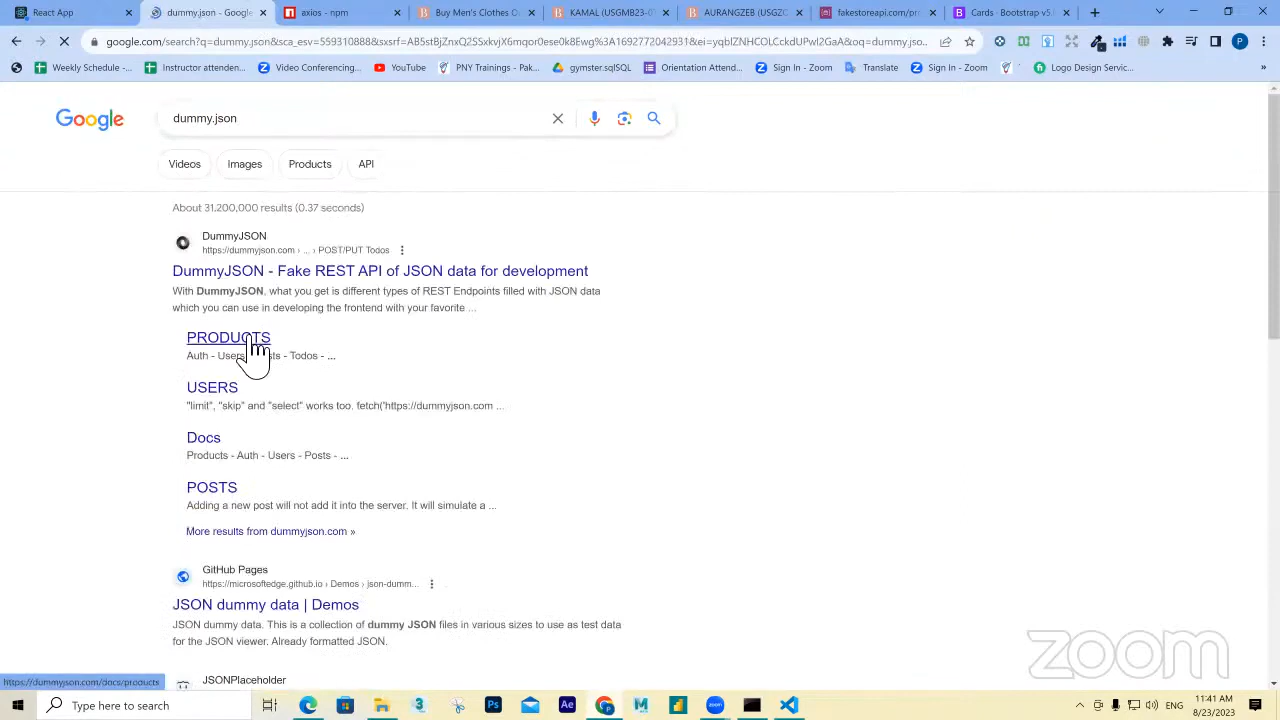 React App
dummy.json - Google
axios - npm
Buy Men's Clothes O
KAMAL (USGMB23-0
AURANGZEB (USGZC
fakestoreapi.com/pr
Cards · Bootstrap v5.
google.com/search?q=dummy.json&sca_esv=559310888&sxsrf=AB5stBjZnxQ2SSxkvjX6mqor0ese0k8Ewg%3A1692772042931&ei=yqblZNHCOLCckdUPwl2GaA&oq=dummy.jso...
Weekly Schedule -...
Instructor attended...
Video Conferencing...
YouTube
PNY Trainings - Pak...
gymster.sqlSQL
Orientation Attend...
Sign In - Zoom
Translate
Sign In - Zoom
Logo Design Servic...
»
Google
dummy.json
Videos
Images
Products
API
About 31,200,000 results (0.37 seconds)
DummyJSON
https://dummyjson.com › ... › POST/PUT Todos
DummyJSON - Fake REST API of JSON data for development
With DummyJSON, what you get is different types of REST Endpoints filled with JSON data
which you can use in developing the frontend with your favorite ...
PRODUCTS
Auth - Users ... sts - Todos - ...
USERS
"limit", "skip" and "select" works too. fetch('https://dummyjson.com ...
Docs
Products - Auth - Users - Posts - ...
POSTS
Adding a new post will not add it into the server. It will simulate a ...
More results from dummyjson.com »
GitHub Pages
https://microsoftedge.github.io › Demos › json-dumm...
JSON dummy data | Demos
JSON dummy data. This is a collection of dummy JSON files in various sizes to use as test data
for the JSON viewer. Already formatted JSON.
JSONPlaceholder
zoom
https://dummyjson.com/docs/products
Type here to search
ENG
11:41 AM
8/23/2023